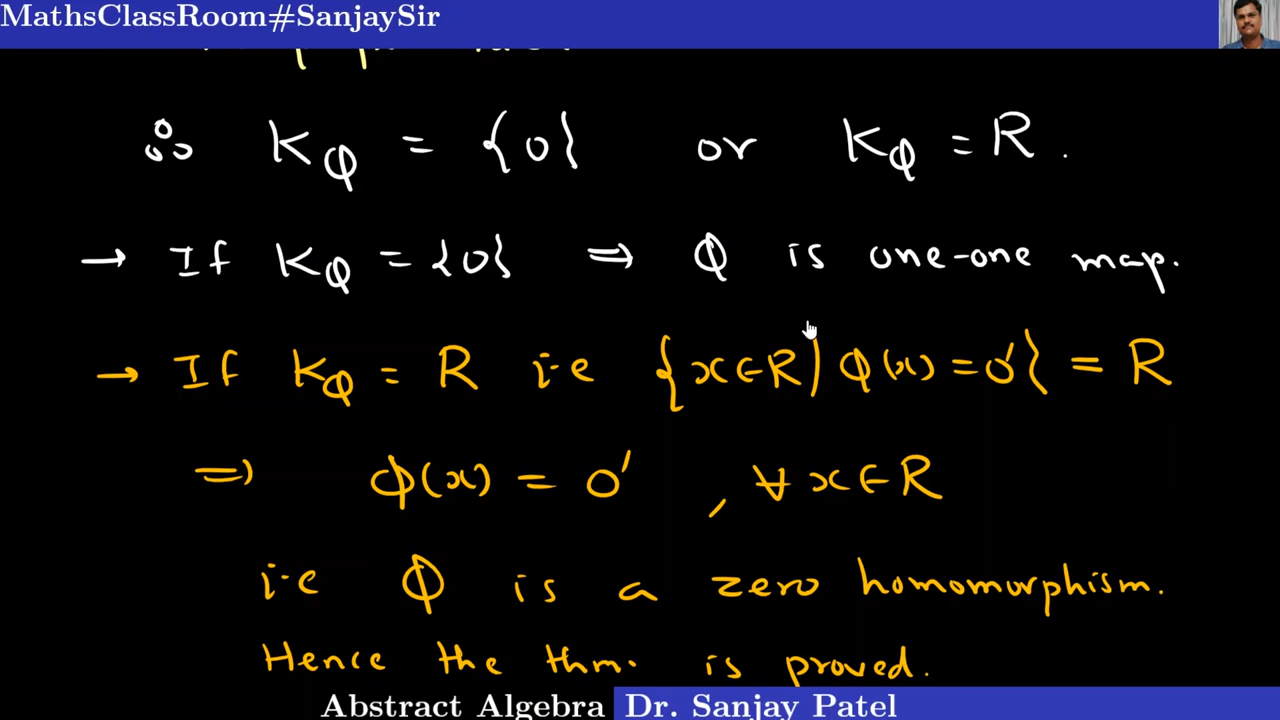 MathsClassRoom#SanjaySir
∴ Kφ = {0} or Kφ = R.
→ If Kφ = {0} ⇒ φ is one-one map.
→ If Kφ = R i.e {x∈R | φ(x) = 0'} = R
⇒ φ(x) = 0' , ∀ x∈R
i.e φ is a zero homomorphism.
Hence the thm. is proved.
Abstract Algebra Dr. Sanjay Patel